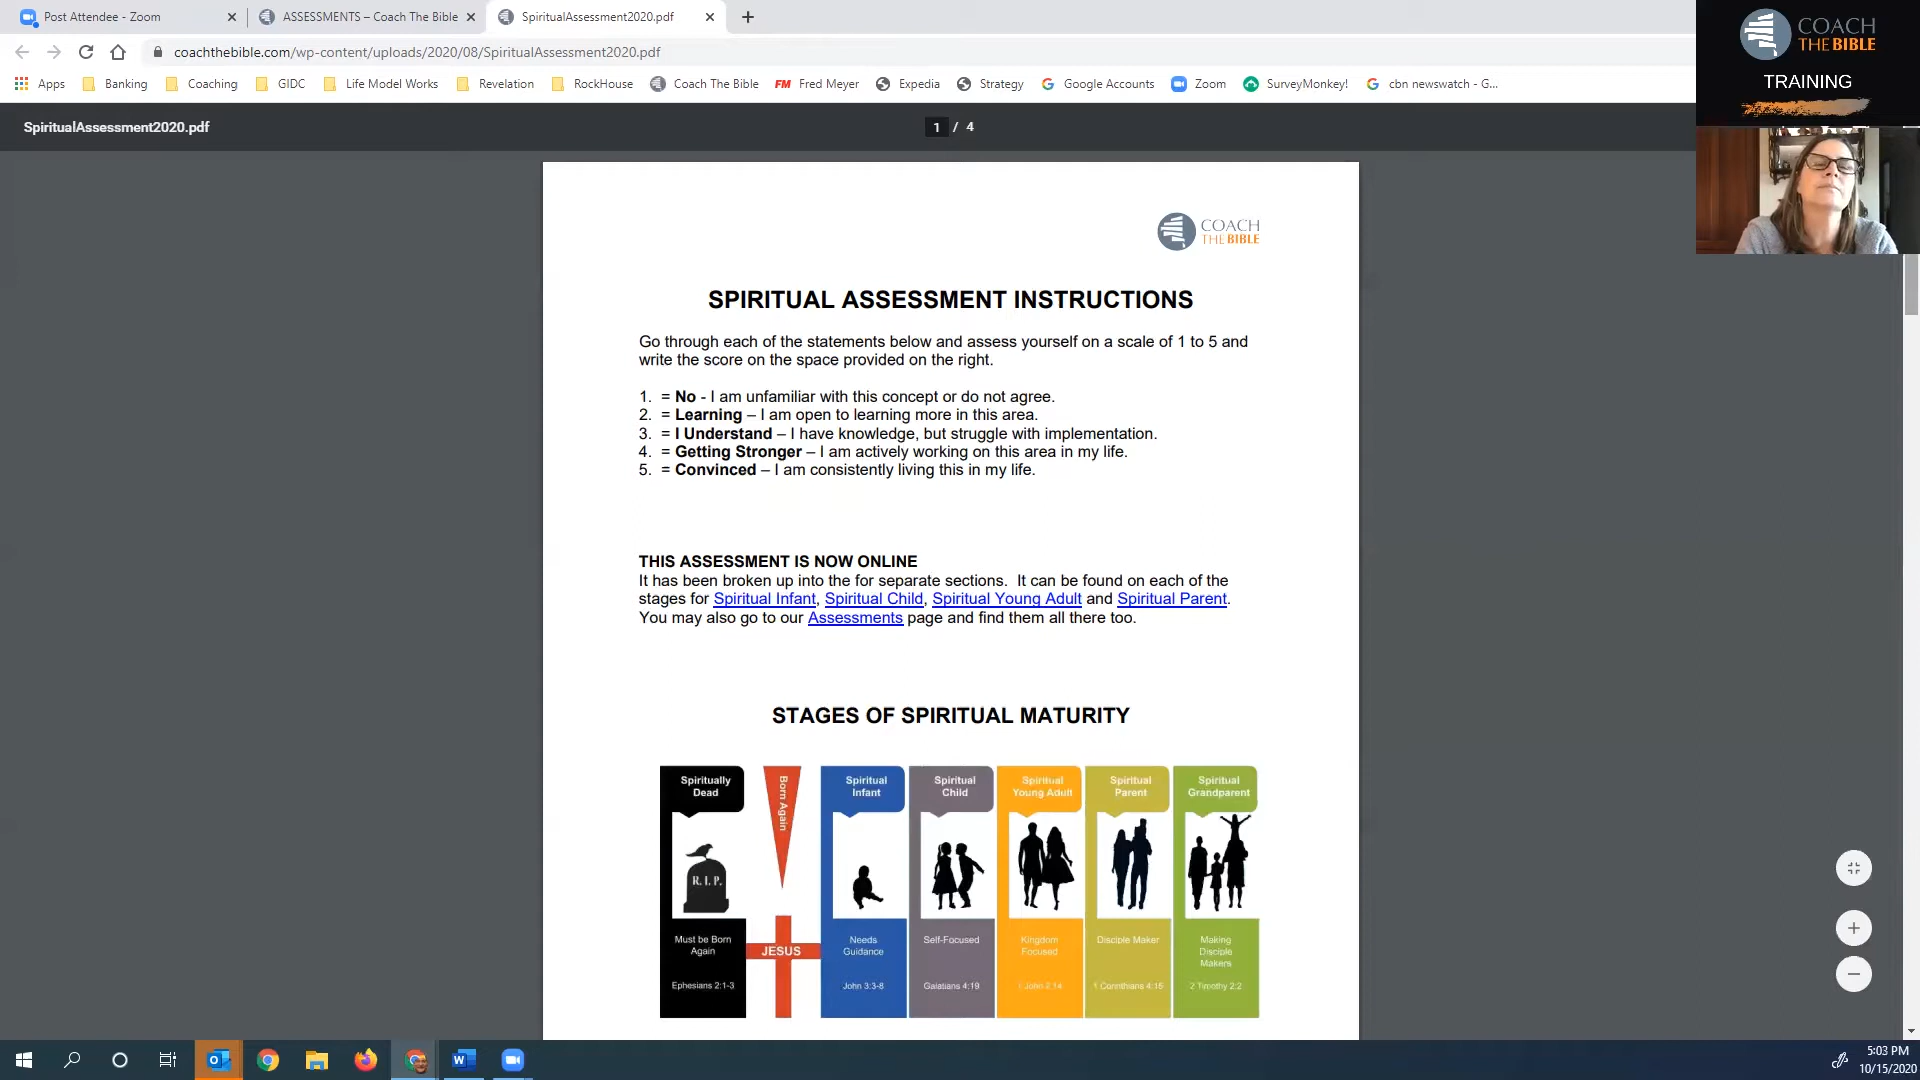 Post Attendee - Zoom
ASSESSMENTS – Coach The Bible
SpiritualAssessment2020.pdf
coachthebible.com/wp-content/uploads/2020/08/SpiritualAssessment2020.pdf
Apps Banking Coaching GIDC Life Model Works Revelation RockHouse Coach The Bible FM Fred Meyer Expedia Strategy Google Accounts Zoom SurveyMonkey! cbn newswatch - G...
COACH
THE BIBLE
TRAINING
SpiritualAssessment2020.pdf
1 / 4
COACH
THE BIBLE
SPIRITUAL ASSESSMENT INSTRUCTIONS
Go through each of the statements below and assess yourself on a scale of 1 to 5 and
write the score on the space provided on the right.
1. = No - I am unfamiliar with this concept or do not agree.
2. = Learning – I am open to learning more in this area.
3. = I Understand – I have knowledge, but struggle with implementation.
4. = Getting Stronger – I am actively working on this area in my life.
5. = Convinced – I am consistently living this in my life.
THIS ASSESSMENT IS NOW ONLINE
It has been broken up into the for separate sections. It can be found on each of the
stages for Spiritual Infant, Spiritual Child, Spiritual Young Adult and Spiritual Parent.
You may also go to our Assessments page and find them all there too.
STAGES OF SPIRITUAL MATURITY
Spiritually
Dead
R.I.P.
Must be Born
Again
Ephesians 2:1-3
Born Again
JESUS
Spiritual
Infant
Needs
Guidance
John 3:3-8
Spiritual
Child
Self-Focused
Galatians 4:19
Spiritual
Young Adult
Kingdom
Focused
1 John 2:14
Spiritual
Parent
Disciple Maker
1 Corinthians 4:15
Spiritual
Grandparent
Making
Disciple
Makers
2 Timothy 2:2
5:03 PM
10/15/2020